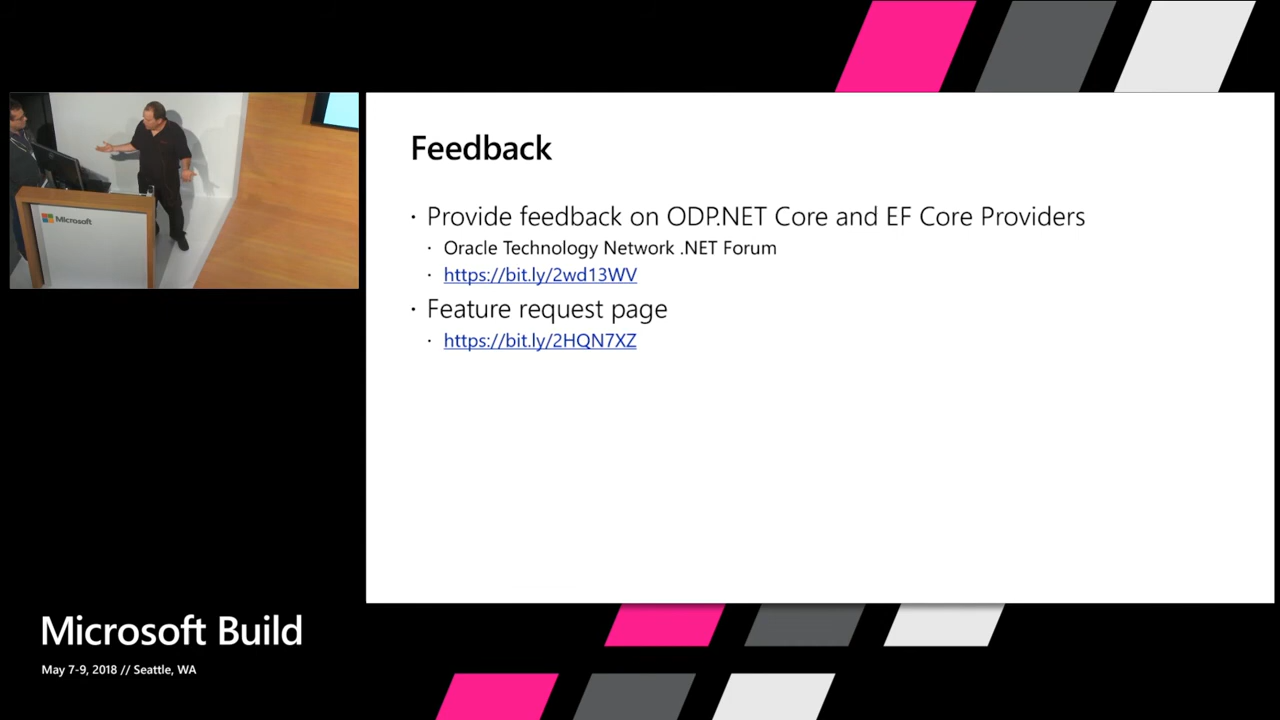 Microsoft
Feedback
· Provide feedback on ODP.NET Core and EF Core Providers
· Oracle Technology Network .NET Forum
· https://bit.ly/2wd13WV
· Feature request page
· https://bit.ly/2HQN7XZ
Microsoft Build
May 7-9, 2018 // Seattle, WA